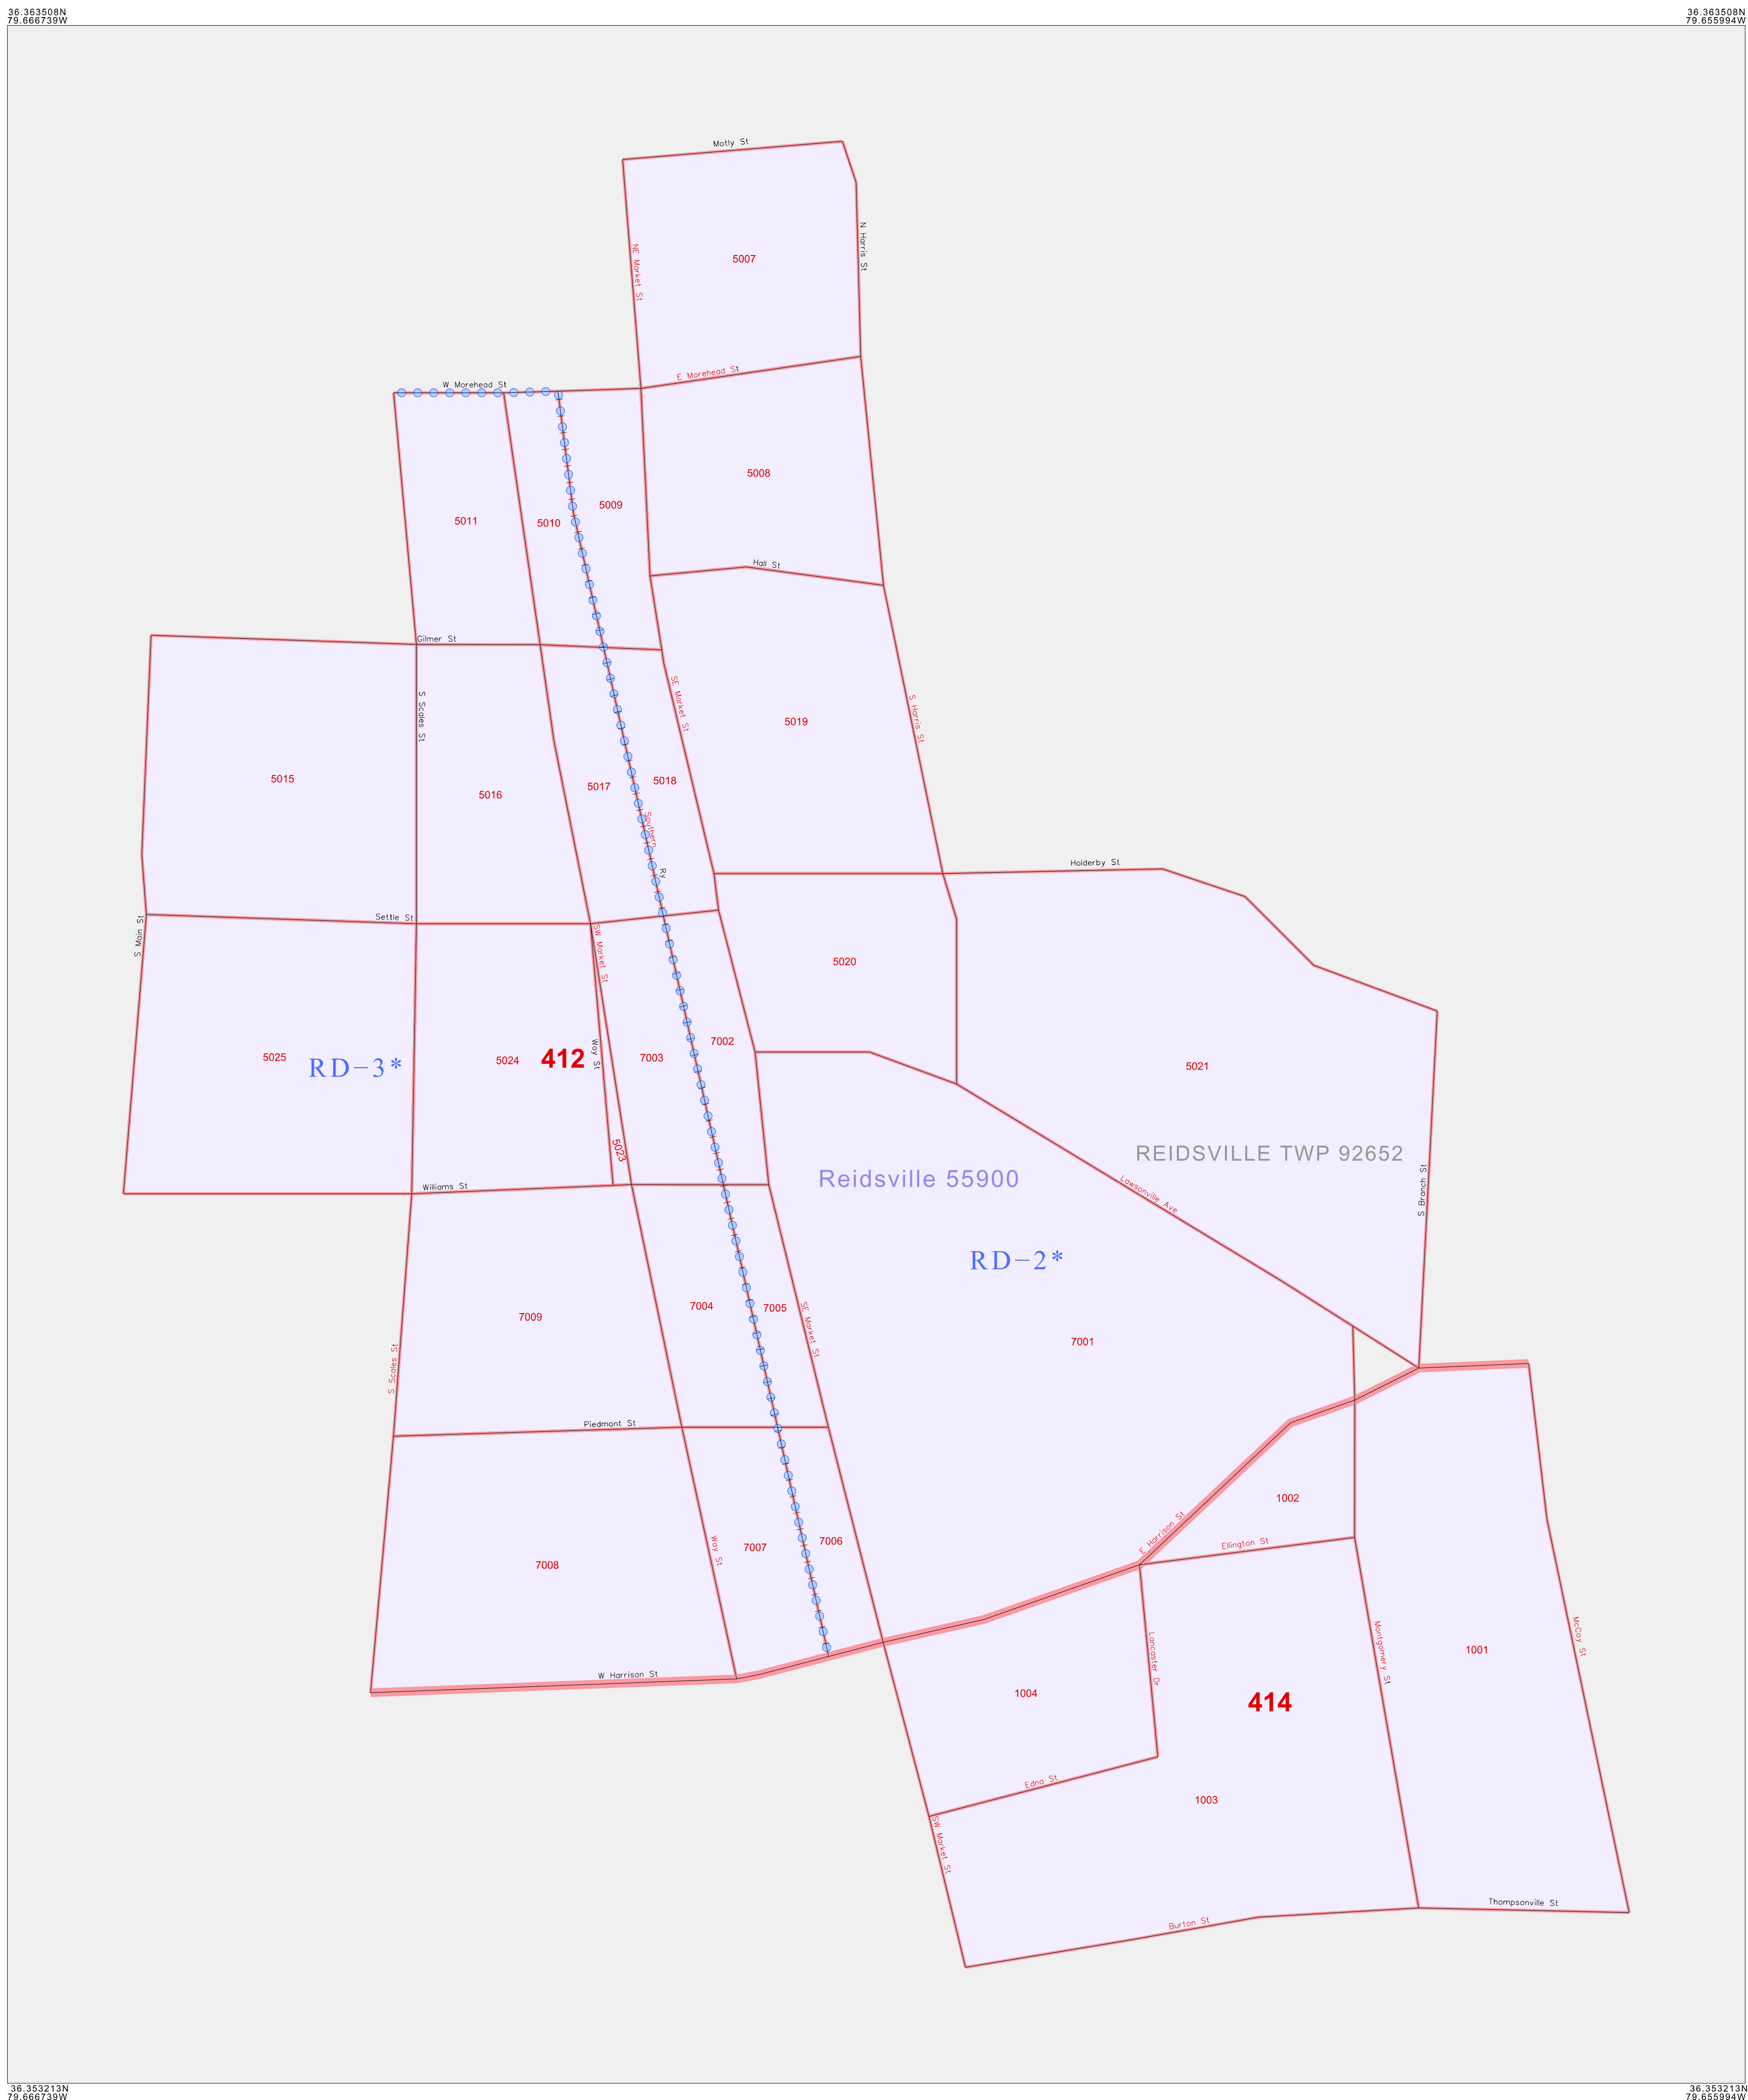 36.363508N
79.666739W
36.363508N
79.655994W
Motly St
N Harris St
NE Market St
5007
E Morehead St
W Morehead St
5008
5009
5011
5010
Hall St
Gilmer St
SE Market St
S Scales St
S Harris St
5019
5015
5018
5017
5016
Southern Ry
Holderby St
Settle St
S Main St
SW Market St
5020
7002
Way St
5025
RD-3*
5024
412
7003
5021
5023
REIDSVILLE TWP 92652
Reidsville 55900
Williams St
Lawsonville Ave
S Branch St
RD-2*
7004
7005
7009
SE Market St
7001
S Scales St
Piedmont St
1002
E Harrison St
7006
7007
Way St
7008
Ellington St
Lancaster Dr
Montgomery St
McCoy St
1001
W Harrison St
1004
414
Edna St
1003
SW Market St
Thompsonville St
Burton St
36.353213N
79.666739W
36.353213N
79.655994W